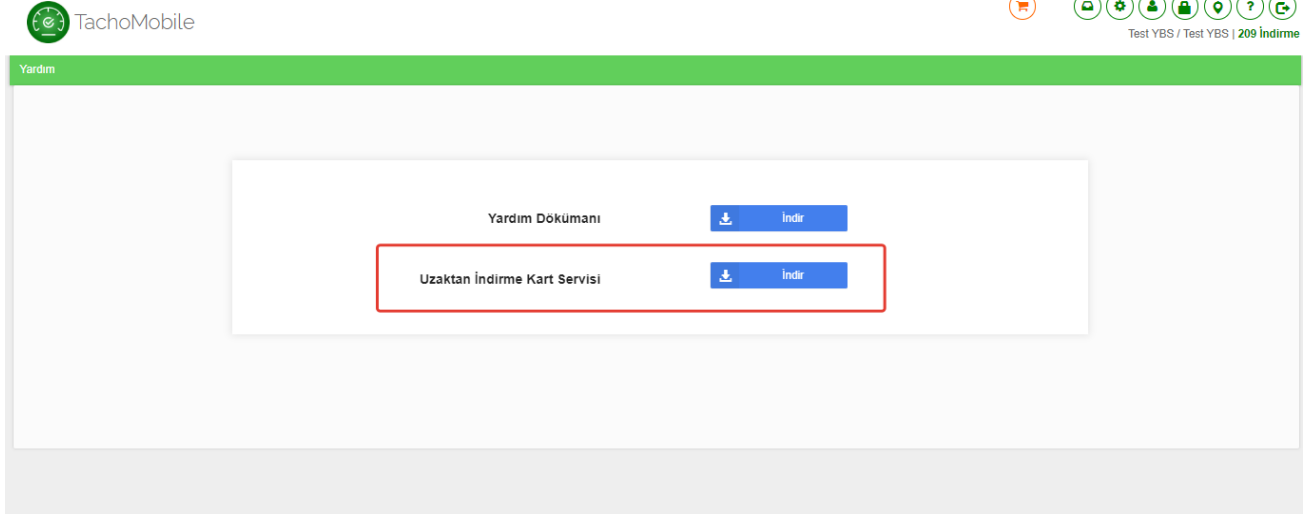 TachoMobile
Test YBS / Test YBS | 209 İndirme
Yardım
Yardım Dökümanı
İndir
Uzaktan İndirme Kart Servisi
İndir